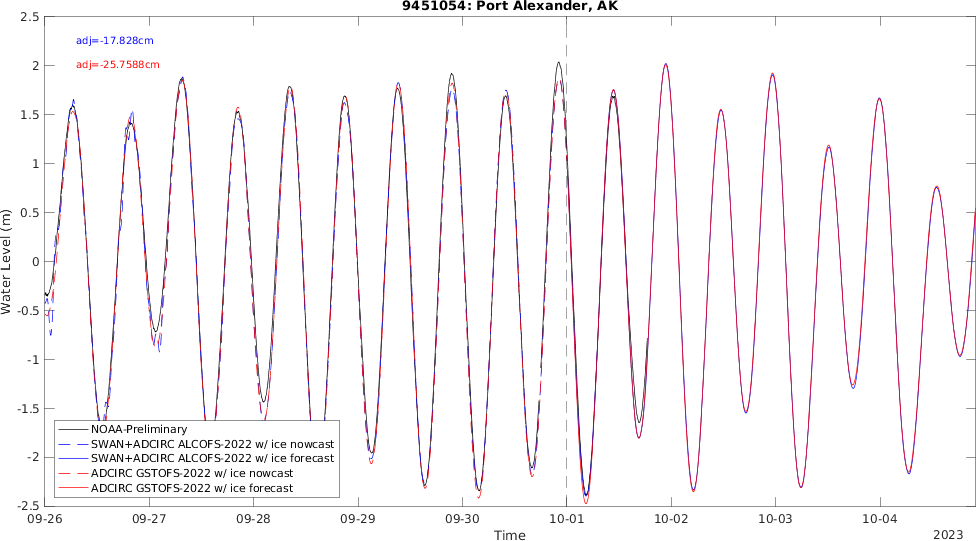 9451054: Port Alexander, AK
adj=-17.828cm
adj=-25.7588cm
Water Level (m)
2.5
2
1.5
1
0.5
0
-0.5
-1
-1.5
-2
-2.5
NOAA-Preliminary
SWAN+ADCIRC ALCOFS-2022 w/ ice nowcast
SWAN+ADCIRC ALCOFS-2022 w/ ice forecast
ADCIRC GSTOFS-2022 w/ ice nowcast
ADCIRC GSTOFS-2022 w/ ice forecast
09-26 09-27 09-28 09-29 09-30 10-01 10-02 10-03 10-04
Time
2023